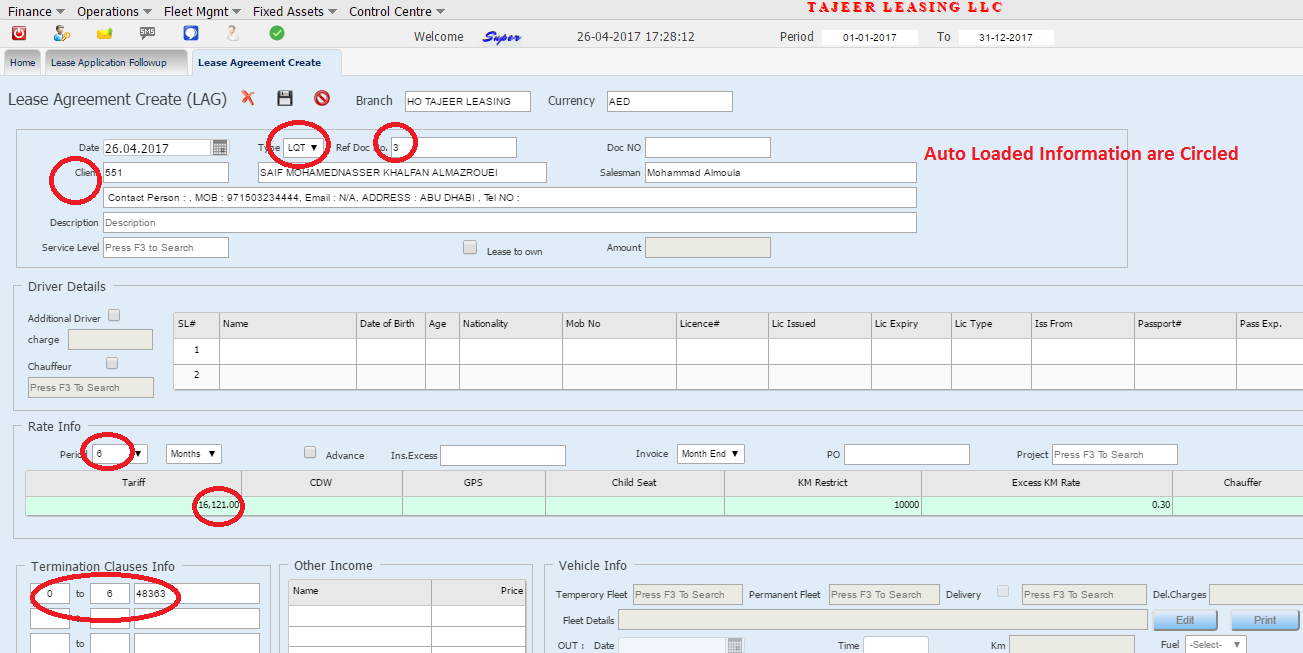 Finance Operations Fleet Mgmt Fixed Assets Control Centre TAJEER LEASING LLC
SMS Welcome Super 26-04-2017 17:28:12 Period 01-01-2017 To 31-12-2017
Home Lease Application Followup Lease Agreement Create
Lease Agreement Create (LAG) Branch HO TAJEER LEASING Currency AED
Date 26.04.2017 Type LQT Ref Doc No. 3 Doc NO
Auto Loaded Information are Circled
Client 551 SAIF MOHAMEDNASSER KHALFAN ALMAZROUEI Salesman Mohammad Almoula
Contact Person : , MOB : 971503234444, Email : N/A, ADDRESS : ABU DHABI , Tel NO :
Description Description
Service Level Press F3 to Search Lease to own Amount
Driver Details
Additional Driver
charge
Chauffeur
Press F3 To Search
SL# Name Date of Birth Age Nationality Mob No Licence# Lic Issued Lic Expiry Lic Type Iss From Passport# Pass Exp.
1
2
Rate Info
Period 6 Months Advance Ins.Excess Invoice Month End PO Project Press F3 To Search
Tariff CDW GPS Child Seat KM Restrict Excess KM Rate Chauffer
16,121.00 10000 0.30
Termination Clauses Info
0 to 6 48363
to
Other Income
Name Price
Vehicle Info
Temperory Fleet Press F3 To Search Permanent Fleet Press F3 To Search Delivery Press F3 To Search Del.Charges
Fleet Details Edit Print
OUT : Date Time Km Fuel -Select-